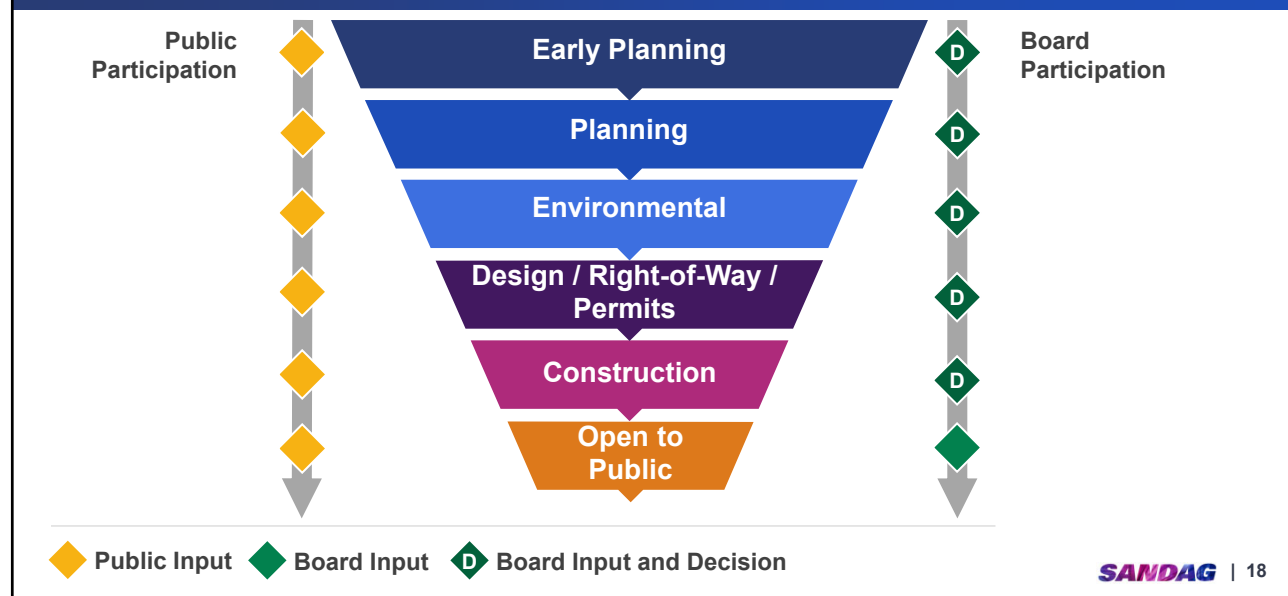 Public
Participation
Early Planning
D
Board
Participation
Planning
D
Environmental
D
Design / Right-of-Way /
Permits
D
Construction
D
Open to
Public
Public Input
Board Input
D
Board Input and Decision
SANDAG | 18